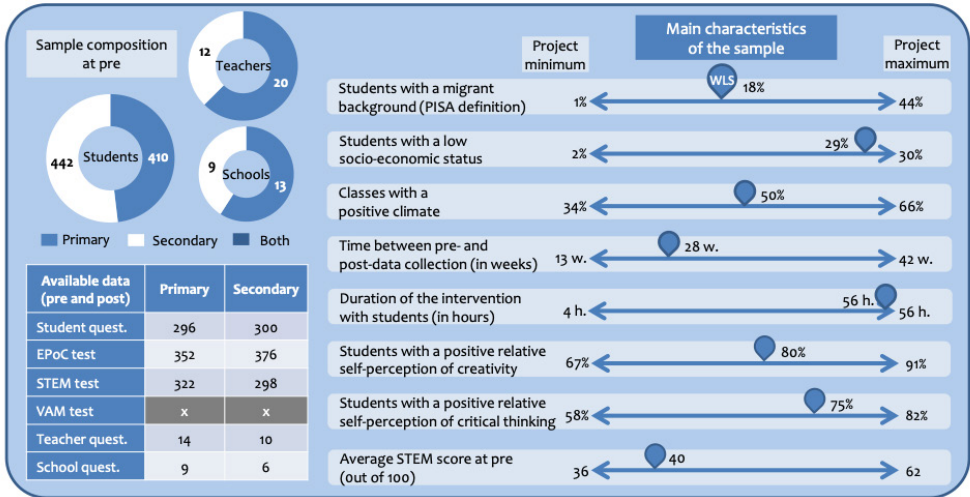 Sample composition
at pre
12
Teachers
20
442
Students
410
9
Schools
13
Primary
Secondary
Both
Available data
(pre and post)
Primary
Secondary
Student quest.
296
300
EPoC test
352
376
STEM test
322
298
VAM test
x
x
Teacher quest.
14
10
School quest.
9
6
Main characteristics
of the sample
Project
minimum
Project
maximum
Students with a migrant
background (PISA definition)
1%
WLS
18%
44%
Students with a low
socio-economic status
2%
29%
30%
Classes with a
positive climate
34%
50%
66%
Time between pre- and
post-data collection (in weeks)
13 w.
28 w.
42 w.
Duration of the intervention
with students (in hours)
4 h.
56 h.
56 h.
Students with a positive relative
self-perception of creativity
67%
80%
91%
Students with a positive relative
self-perception of critical thinking
58%
75%
82%
Average STEM score at pre
(out of 100)
36
40
62